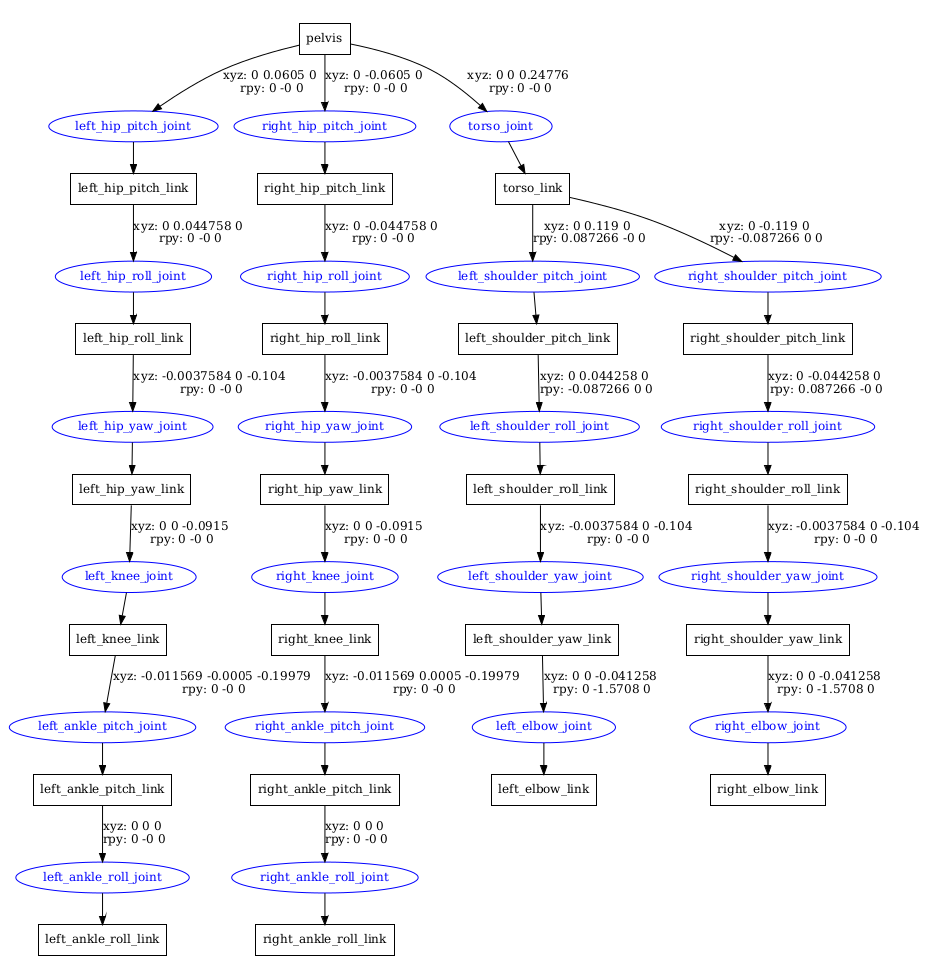 pelvis
xyz: 0 0.0605 0
rpy: 0 -0 0
xyz: 0 -0.0605 0
rpy: 0 -0 0
xyz: 0 0 0.24776
rpy: 0 -0 0
left_hip_pitch_joint
right_hip_pitch_joint
torso_joint
left_hip_pitch_link
right_hip_pitch_link
torso_link
xyz: 0 0.044758 0
rpy: 0 -0 0
xyz: 0 -0.044758 0
rpy: 0 -0 0
xyz: 0 0.119 0
rpy: 0.087266 -0 0
xyz: 0 -0.119 0
rpy: -0.087266 0 0
left_hip_roll_joint
right_hip_roll_joint
left_shoulder_pitch_joint
right_shoulder_pitch_joint
left_hip_roll_link
right_hip_roll_link
left_shoulder_pitch_link
right_shoulder_pitch_link
xyz: -0.0037584 0 -0.104
rpy: 0 -0 0
xyz: -0.0037584 0 -0.104
rpy: 0 -0 0
xyz: 0 0.044258 0
rpy: -0.087266 0 0
xyz: 0 -0.044258 0
rpy: 0.087266 -0 0
left_hip_yaw_joint
right_hip_yaw_joint
left_shoulder_roll_joint
right_shoulder_roll_joint
left_hip_yaw_link
right_hip_yaw_link
left_shoulder_roll_link
right_shoulder_roll_link
xyz: 0 0 -0.0915
rpy: 0 -0 0
xyz: 0 0 -0.0915
rpy: 0 -0 0
xyz: -0.0037584 0 -0.104
rpy: 0 -0 0
xyz: -0.0037584 0 -0.104
rpy: 0 -0 0
left_knee_joint
right_knee_joint
left_shoulder_yaw_joint
right_shoulder_yaw_joint
left_knee_link
right_knee_link
left_shoulder_yaw_link
right_shoulder_yaw_link
xyz: -0.011569 -0.0005 -0.19979
rpy: 0 -0 0
xyz: -0.011569 0.0005 -0.19979
rpy: 0 -0 0
xyz: 0 0 -0.041258
rpy: 0 -1.5708 0
xyz: 0 0 -0.041258
rpy: 0 -1.5708 0
left_ankle_pitch_joint
right_ankle_pitch_joint
left_elbow_joint
right_elbow_joint
left_ankle_pitch_link
right_ankle_pitch_link
left_elbow_link
right_elbow_link
xyz: 0 0 0
rpy: 0 -0 0
xyz: 0 0 0
rpy: 0 -0 0
left_ankle_roll_joint
right_ankle_roll_joint
left_ankle_roll_link
right_ankle_roll_link